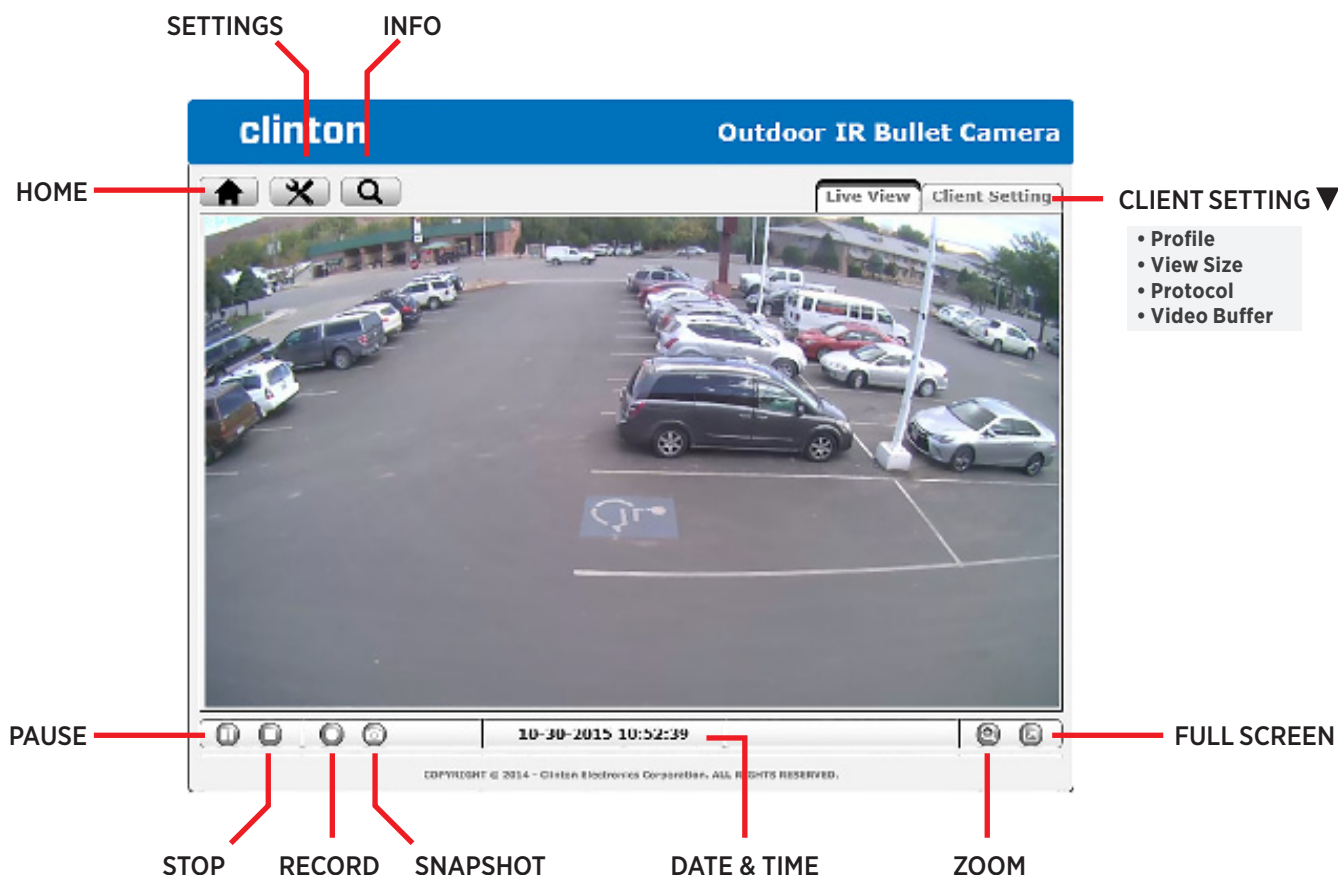 SETTINGS INFO
clinton
Outdoor IR Bullet Camera
HOME
Live View
Client Setting
CLIENT SETTING ▼
• Profile
• View Size
• Protocol
• Video Buffer
PAUSE
10-30-2015 10:52:39
FULL SCREEN
COPYRIGHT © 2014 - Clinton Electronics Corporation. ALL RIGHTS RESERVED.
STOP RECORD SNAPSHOT DATE & TIME ZOOM